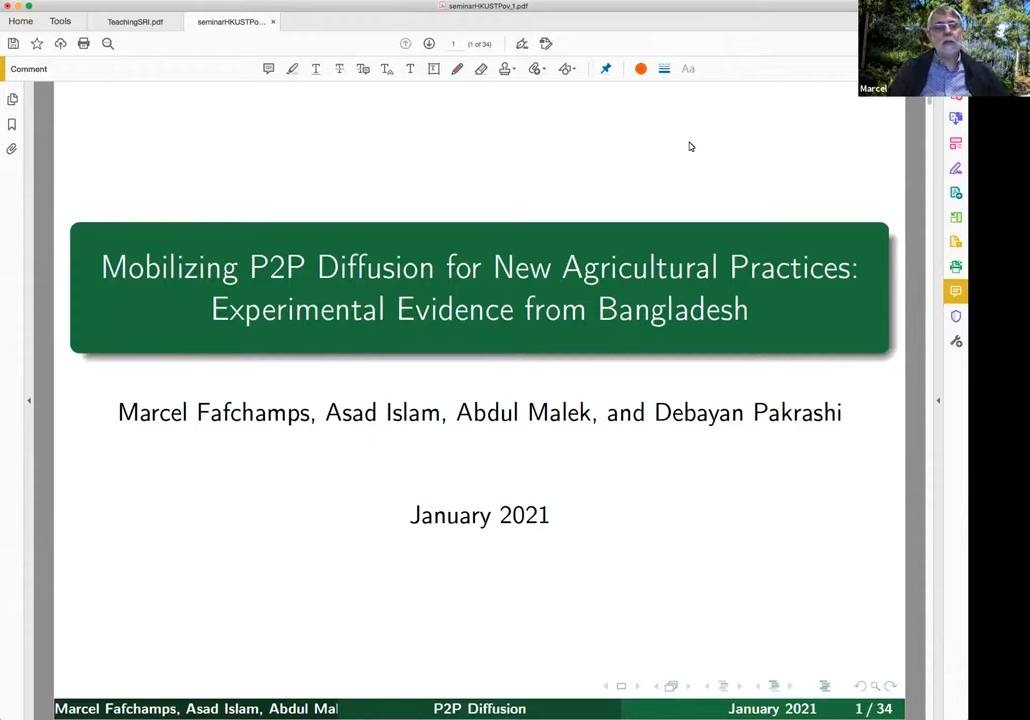 seminarHKUSTPov_1.pdf
Home Tools TeachingSRI.pdf seminarHKUSTPo... ×
1 (1 of 34)
Comment
Aa
Marcel
Mobilizing P2P Diffusion for New Agricultural Practices:
Experimental Evidence from Bangladesh
Marcel Fafchamps, Asad Islam, Abdul Malek, and Debayan Pakrashi
January 2021
Marcel Fafchamps, Asad Islam, Abdul Mal P2P Diffusion January 2021 1 / 34